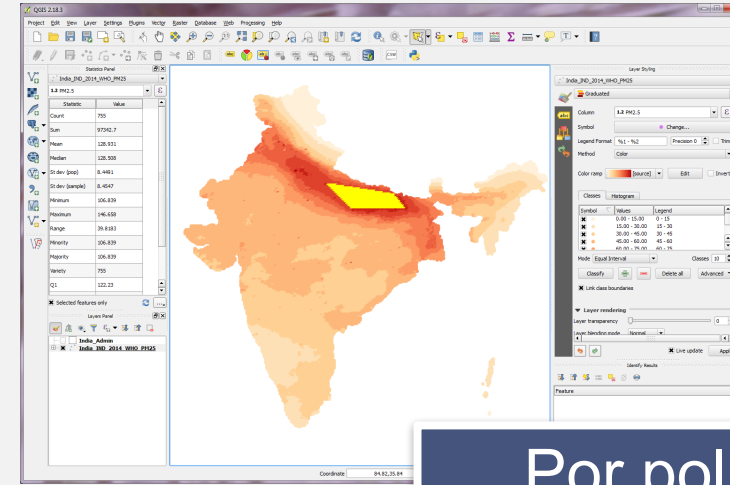 QGIS 2.18.3
Project Edit View Layer Settings Plugins Vector Raster Database Web Processing Help
Statistics Panel
India_IND_2014_WHO_PM25
1.2 PM2.5
Statistic Value
Count 755
Sum 97342.7
Mean 128.931
Median 128.508
St dev (pop) 8.4491
St dev (sample) 8.4547
Minimum 106.839
Maximum 146.658
Range 39.8183
Minority 106.839
Majority 106.839
Variety 755
Q1 122.23
Selected features only
Layers Panel
India_Admin
India_IND_2014_WHO_PM25
Coordinate 84.82,35.84
Layer Styling
India_IND_2014_WHO_PM25
Graduated
Column 1.2 PM2.5
Symbol Change...
Legend Format %1 - %2 Precision 0 Trim
Method Color
Color ramp [source] Edit Invert
Classes Histogram
Symbol Values Legend
0.00 - 15.00 0 - 15
15.00 - 30.00 15 - 30
30.00 - 45.00 30 - 45
45.00 - 60.00 45 - 60
60.00 - 75.00 60 - 75
Mode Equal Interval Classes 10
Classify Delete all Advanced
Link class boundaries
Layer rendering
Layer transparency 0
Layer blending mode Normal
Live update Appl
Identify Results
Feature
Por pol